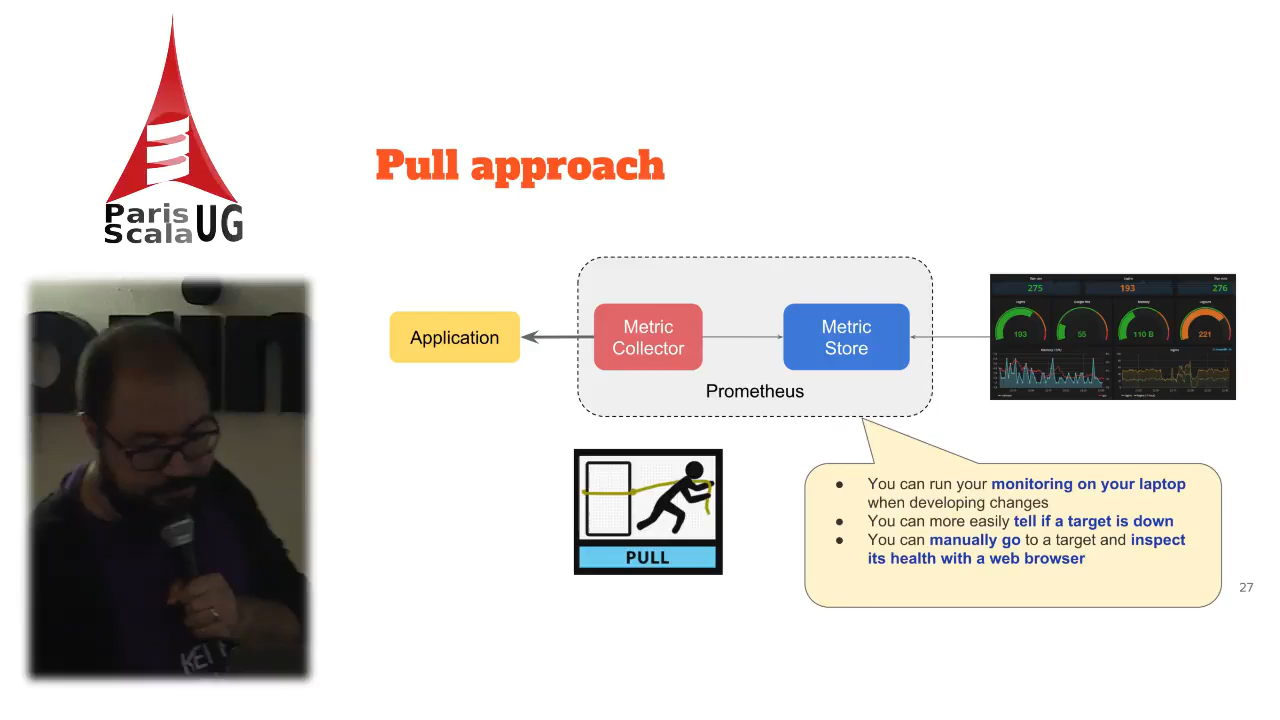 Paris
Scala UG
Pull approach
Application
Metric
Collector
Metric
Store
Prometheus
275
193
276
193
55
110 B
221
PULL
● You can run your monitoring on your laptop
when developing changes
● You can more easily tell if a target is down
● You can manually go to a target and inspect
its health with a web browser
27